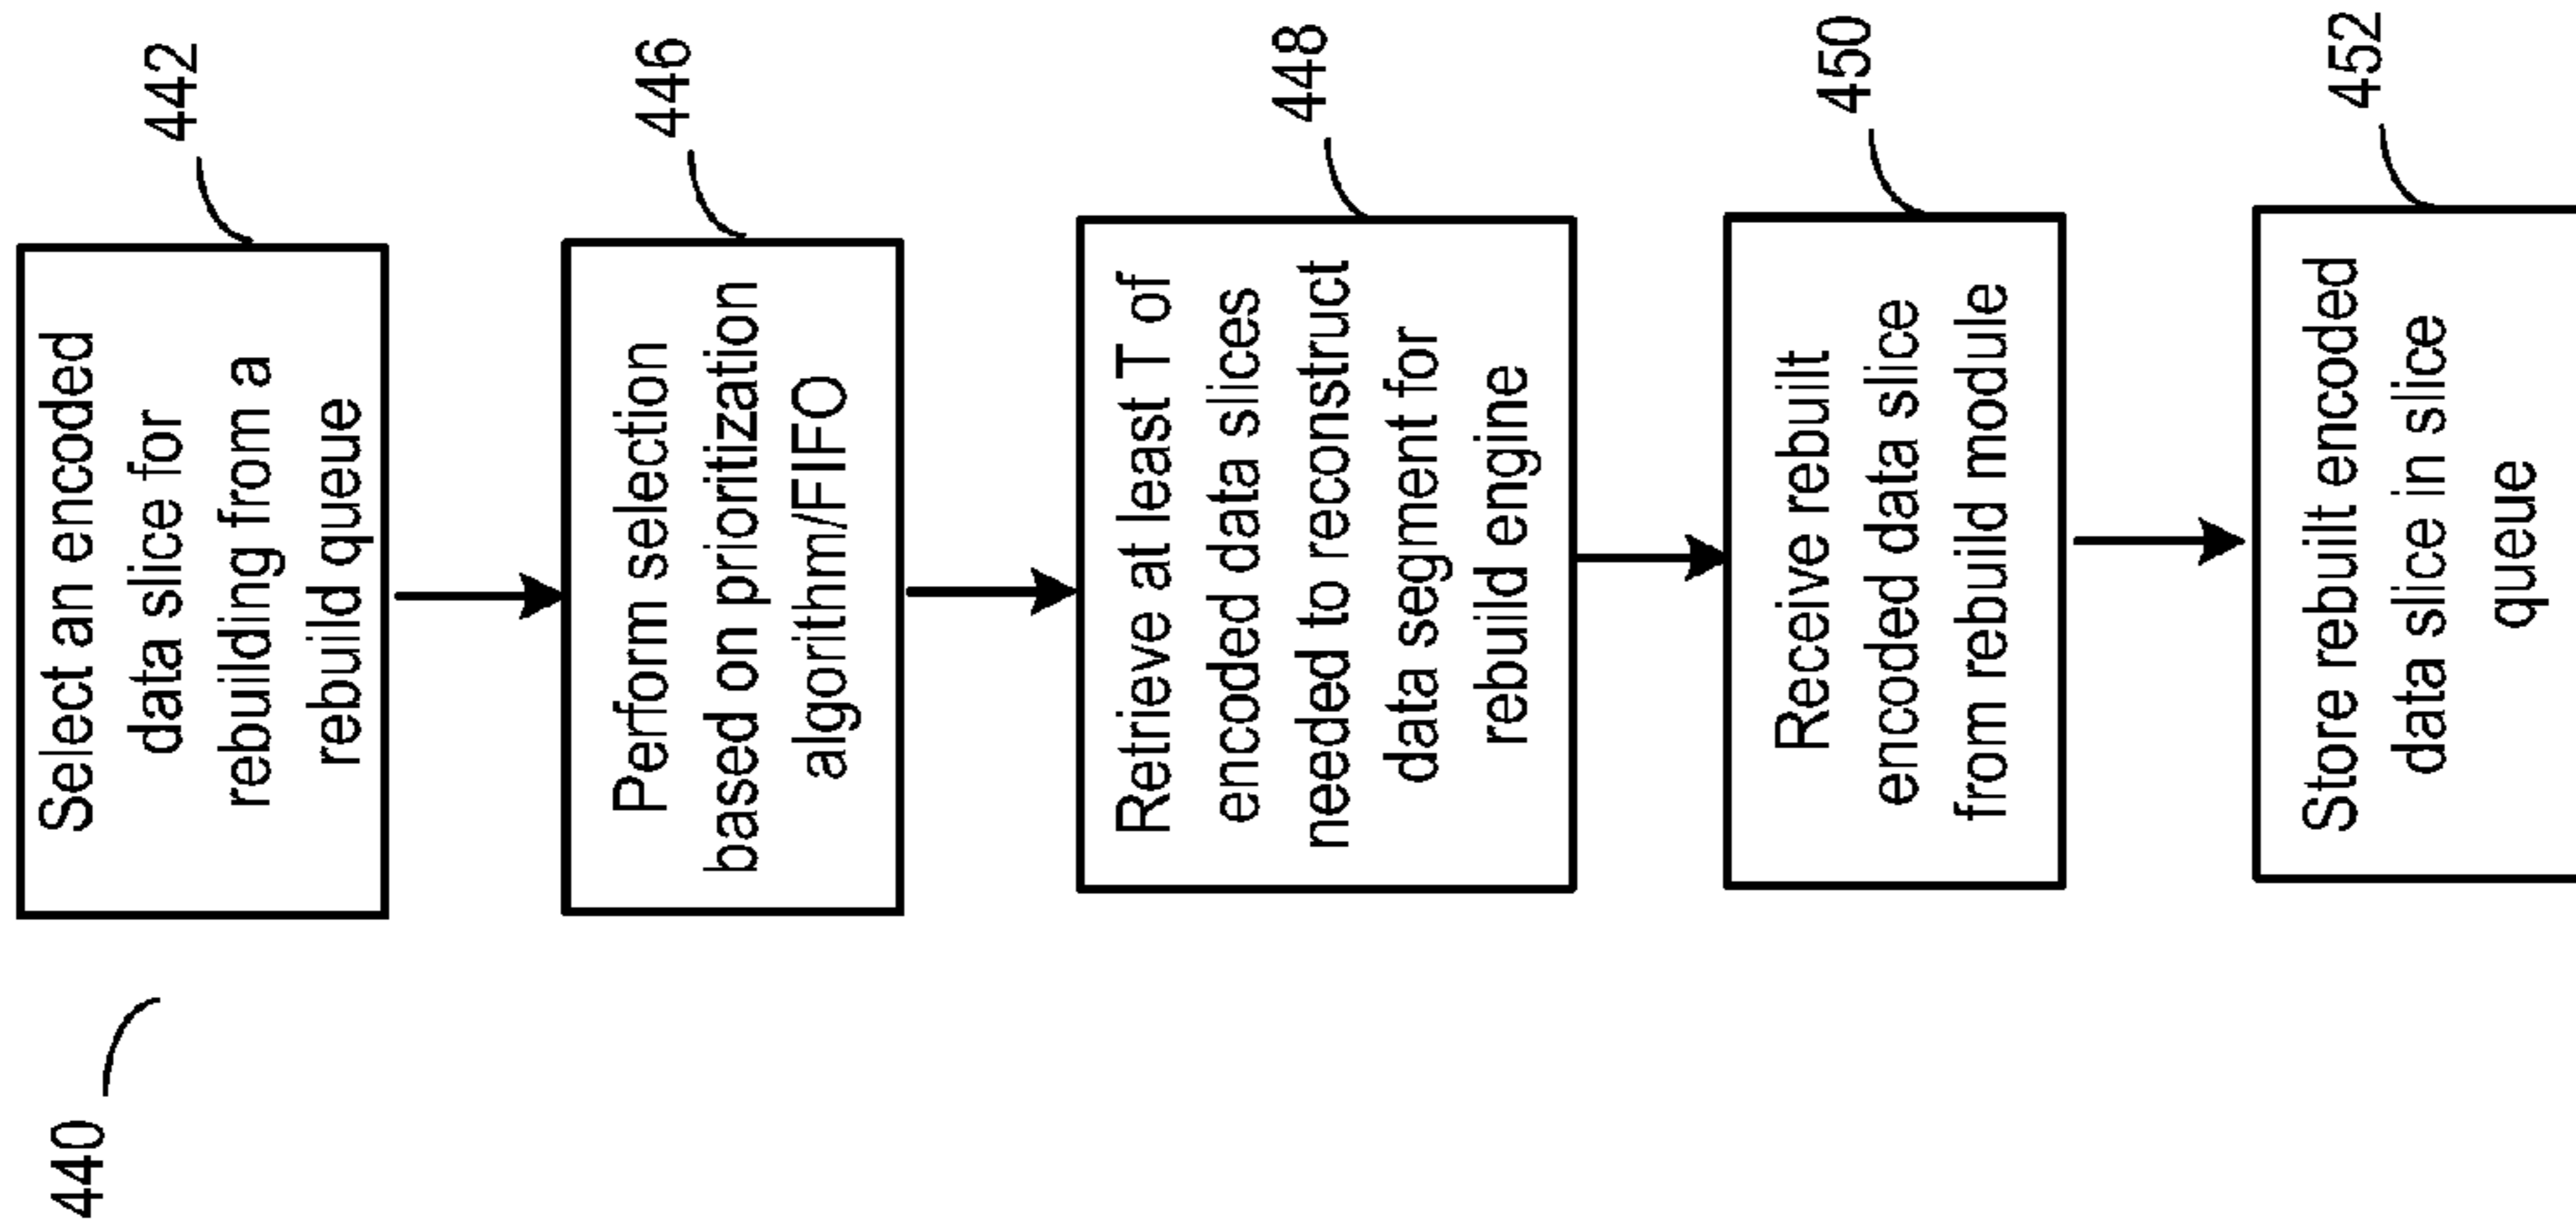 440
442
Select an encoded
data slice for
rebuilding from a
rebuild queue
446
Perform selection
based on prioritization
algorithm/FIFO
448
Retrieve at least T of
encoded data slices
needed to reconstruct
data segment for
rebuild engine
450
Receive rebuilt
encoded data slice
from rebuild module
452
Store rebuilt encoded
data slice in slice
queue